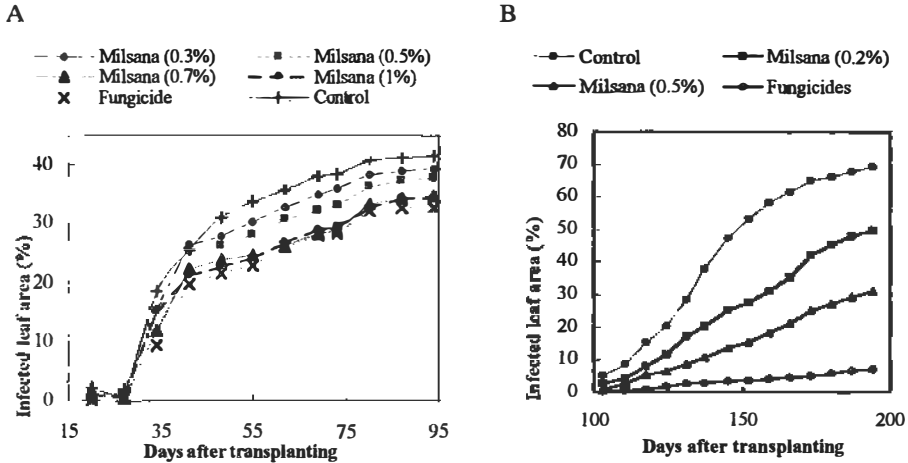 A
Milsana (0.3%) Milsana (0.5%)
Milsana (0.7%) Milsana (1%)
Fungicide Control
Infected leaf area (%)
40
30
20
10
0
15 35 55 75 95
Days after transplanting
B
Control Milsana (0.2%)
Milsana (0.5%) Fungicides
Infected leaf area (%)
80
70
60
50
40
30
20
10
0
100 150 200
Days after transplanting